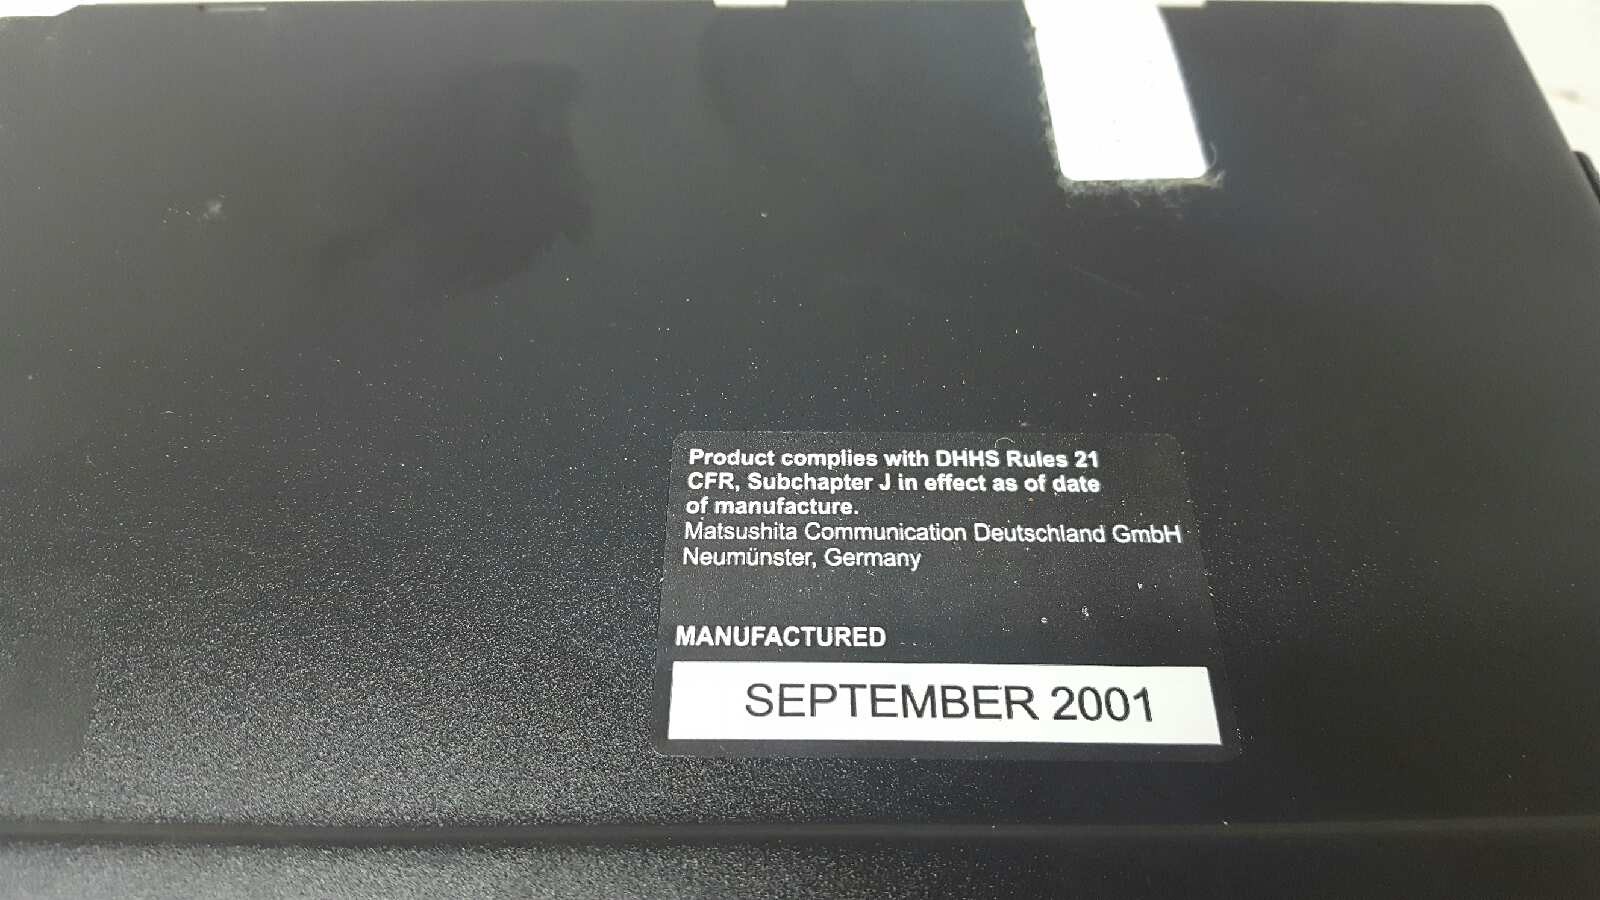 Product complies with DHHS Rules 21
CFR, Subchapter J in effect as of date
of manufacture.
Matsushita Communication Deutschland GmbH
Neumünster, Germany
MANUFACTURED
SEPTEMBER 2001